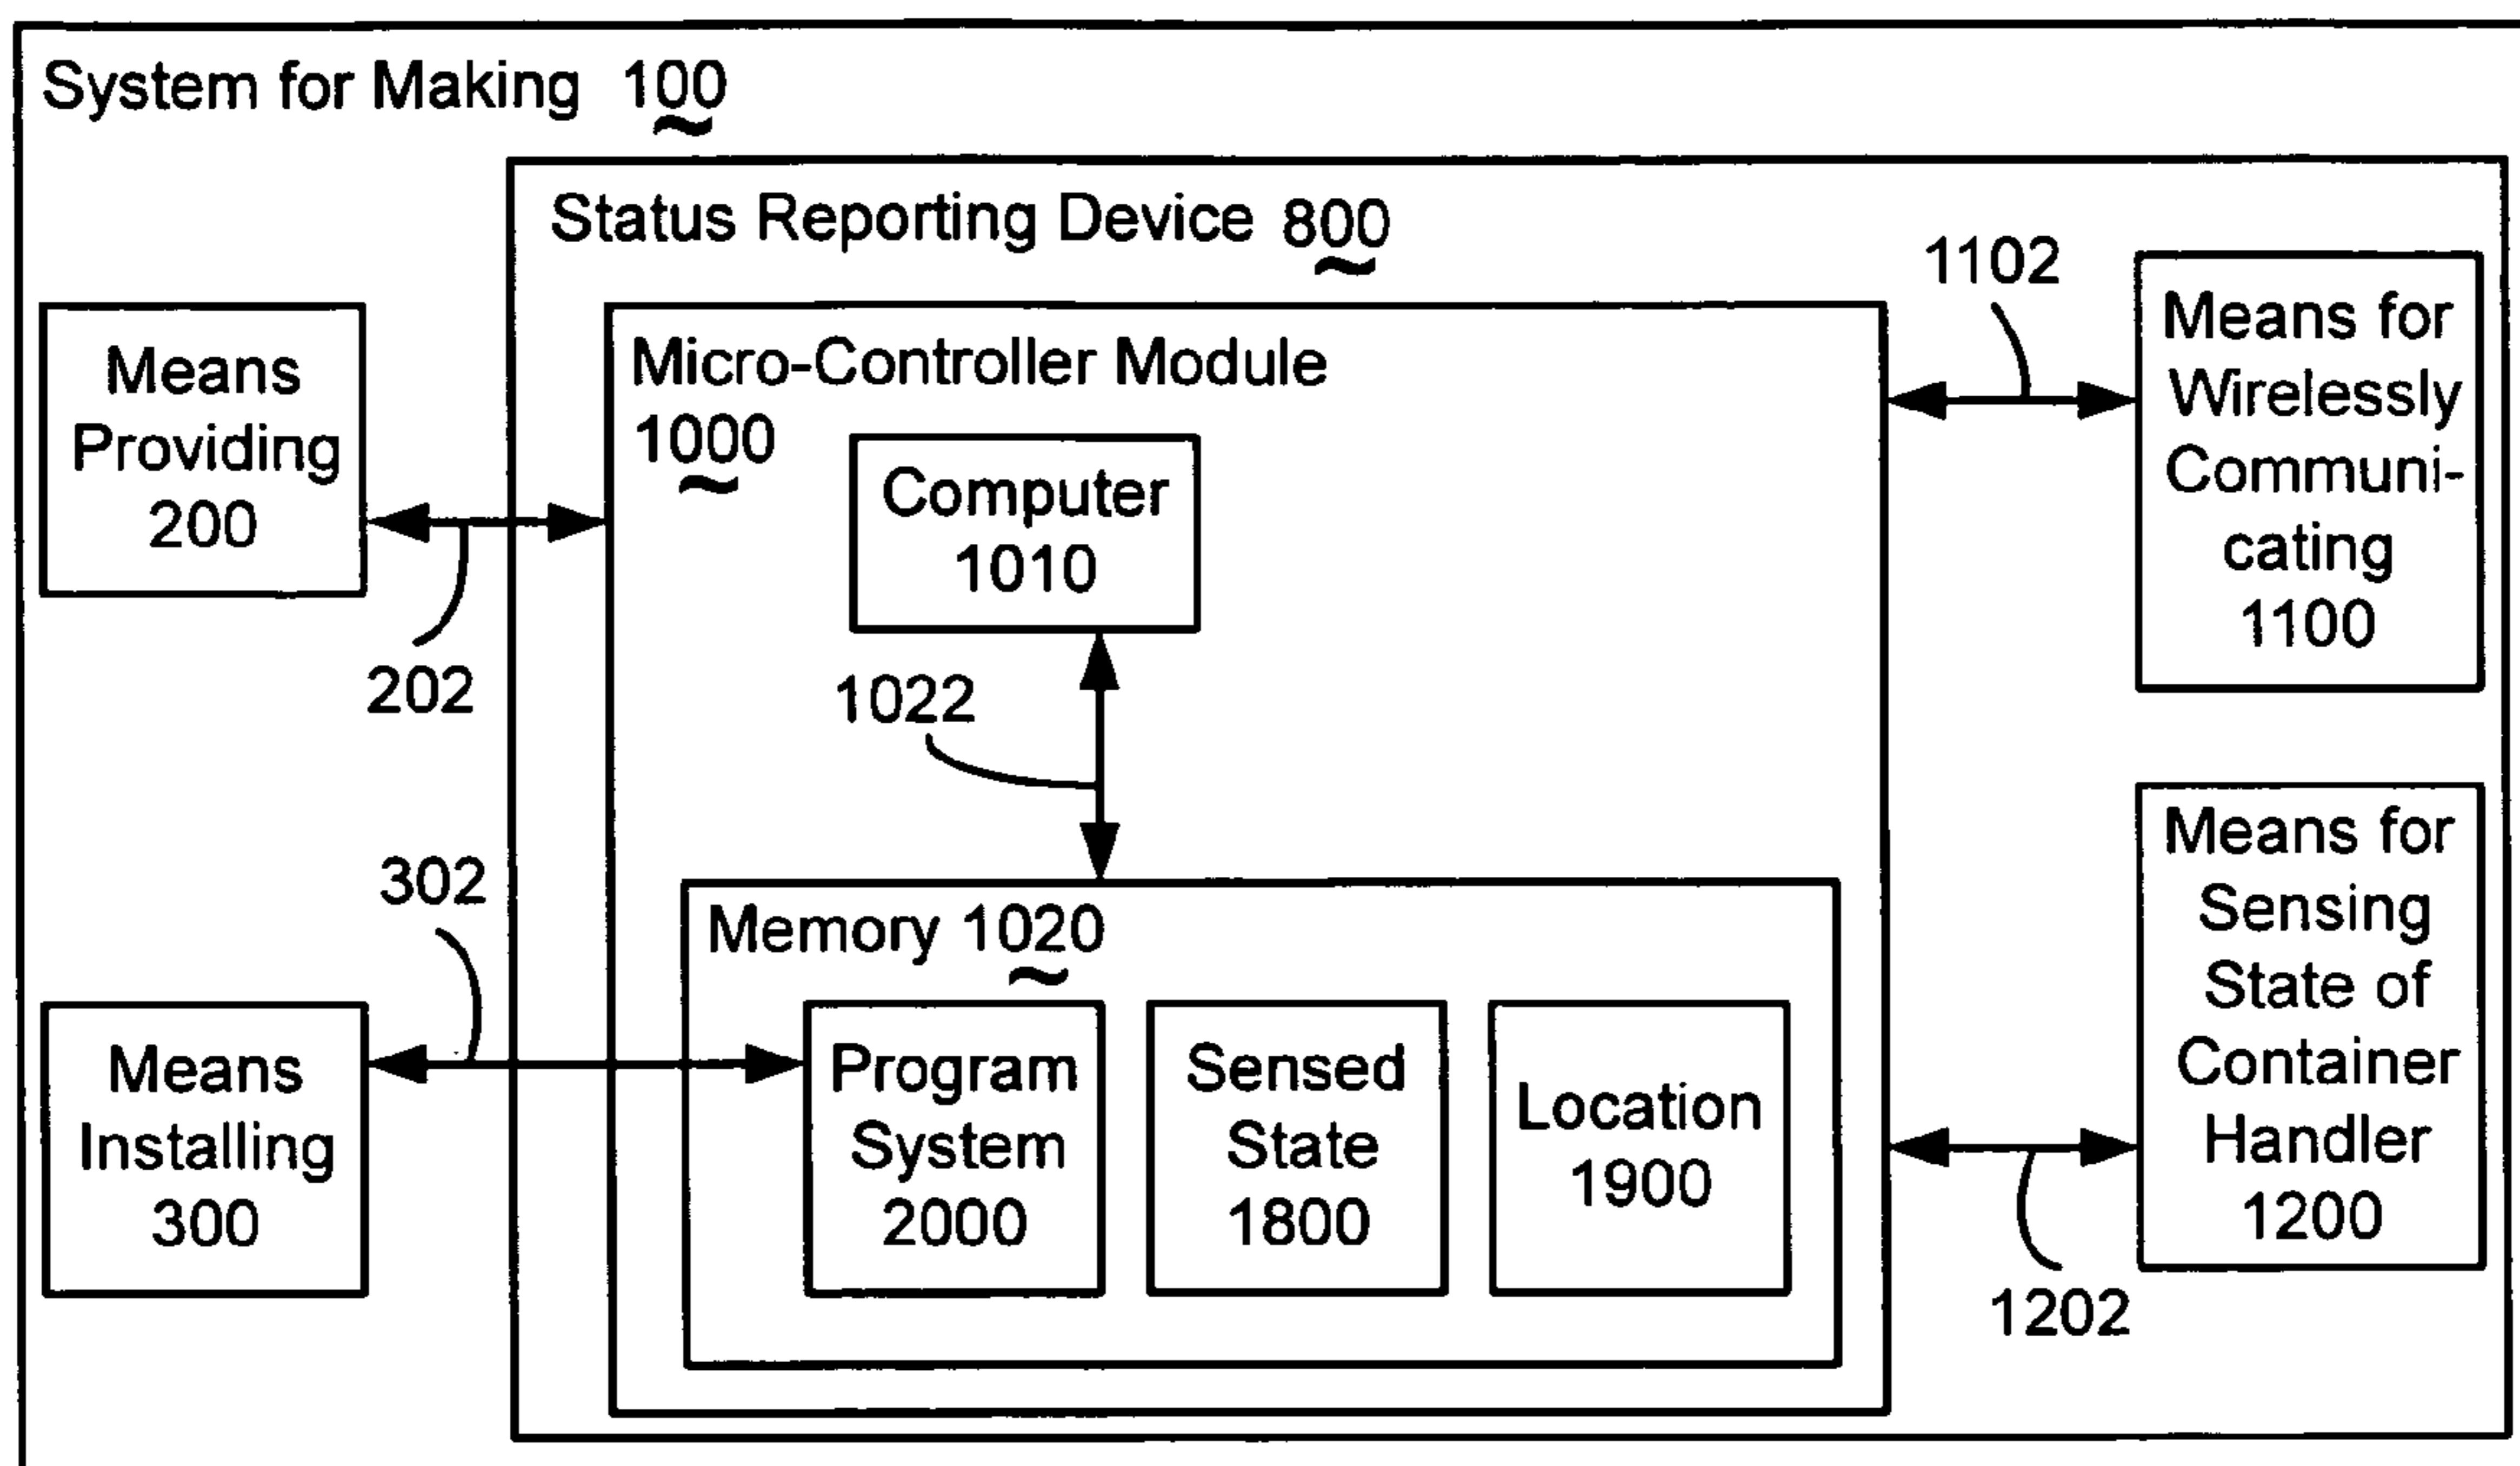 System for Making 100
Status Reporting Device 800
1102
Means
Providing
200
202
Micro-Controller Module
1000
Computer
1010
1022
Means for
Wirelessly
Communi-
cating
1100
302
Means
Installing
300
Memory 1020
Program
System
2000
Sensed
State
1800
Location
1900
Means for
Sensing
State of
Container
Handler
1200
1202